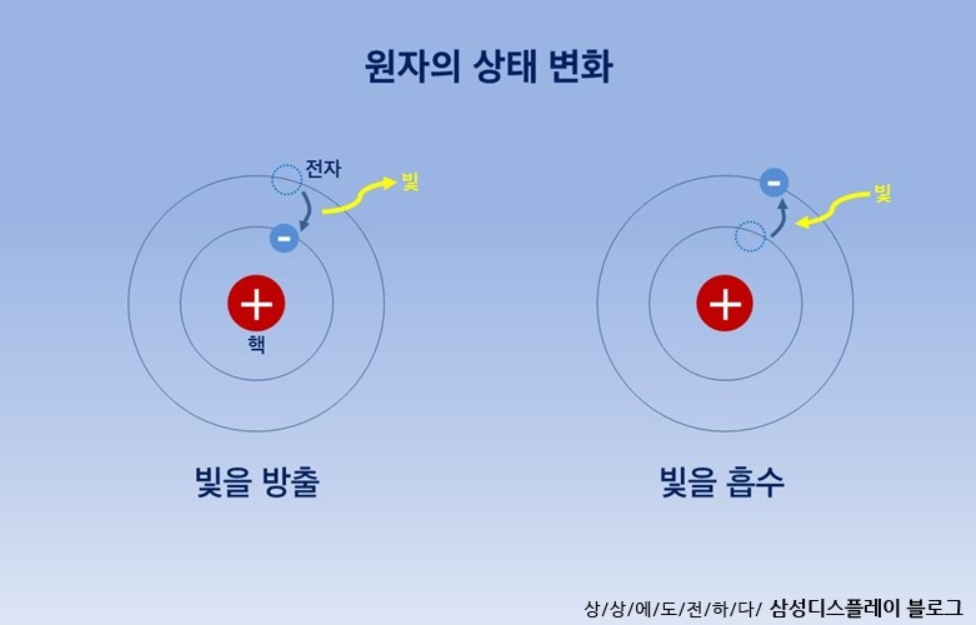 원자의 상태 변화
전자
빛
-
+
핵
빛을 방출
-
빛
+
빛을 흡수
상/상/에/도/전/하/다/ 삼성디스플레이 블로그